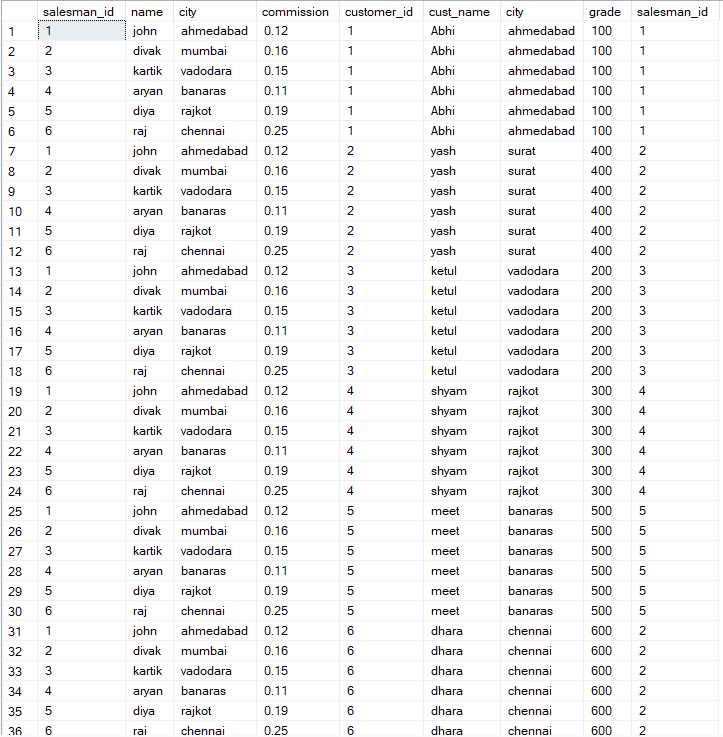 salesman_id name city commission customer_id cust_name city grade salesman_id
1 1 john ahmedabad 0.12 1 Abhi ahmedabad 100 1
2 2 divak mumbai 0.16 1 Abhi ahmedabad 100 1
3 3 kartik vadodara 0.15 1 Abhi ahmedabad 100 1
4 4 aryan banaras 0.11 1 Abhi ahmedabad 100 1
5 5 diya rajkot 0.19 1 Abhi ahmedabad 100 1
6 6 raj chennai 0.25 1 Abhi ahmedabad 100 1
7 1 john ahmedabad 0.12 2 yash surat 400 2
8 2 divak mumbai 0.16 2 yash surat 400 2
9 3 kartik vadodara 0.15 2 yash surat 400 2
10 4 aryan banaras 0.11 2 yash surat 400 2
11 5 diya rajkot 0.19 2 yash surat 400 2
12 6 raj chennai 0.25 2 yash surat 400 2
13 1 john ahmedabad 0.12 3 ketul vadodara 200 3
14 2 divak mumbai 0.16 3 ketul vadodara 200 3
15 3 kartik vadodara 0.15 3 ketul vadodara 200 3
16 4 aryan banaras 0.11 3 ketul vadodara 200 3
17 5 diya rajkot 0.19 3 ketul vadodara 200 3
18 6 raj chennai 0.25 3 ketul vadodara 200 3
19 1 john ahmedabad 0.12 4 shyam rajkot 300 4
20 2 divak mumbai 0.16 4 shyam rajkot 300 4
21 3 kartik vadodara 0.15 4 shyam rajkot 300 4
22 4 aryan banaras 0.11 4 shyam rajkot 300 4
23 5 diya rajkot 0.19 4 shyam rajkot 300 4
24 6 raj chennai 0.25 4 shyam rajkot 300 4
25 1 john ahmedabad 0.12 5 meet banaras 500 5
26 2 divak mumbai 0.16 5 meet banaras 500 5
27 3 kartik vadodara 0.15 5 meet banaras 500 5
28 4 aryan banaras 0.11 5 meet banaras 500 5
29 5 diya rajkot 0.19 5 meet banaras 500 5
30 6 raj chennai 0.25 5 meet banaras 500 5
31 1 john ahmedabad 0.12 6 dhara chennai 600 2
32 2 divak mumbai 0.16 6 dhara chennai 600 2
33 3 kartik vadodara 0.15 6 dhara chennai 600 2
34 4 aryan banaras 0.11 6 dhara chennai 600 2
35 5 diya rajkot 0.19 6 dhara chennai 600 2
36 6 raj chennai 0.25 6 dhara chennai 600 2